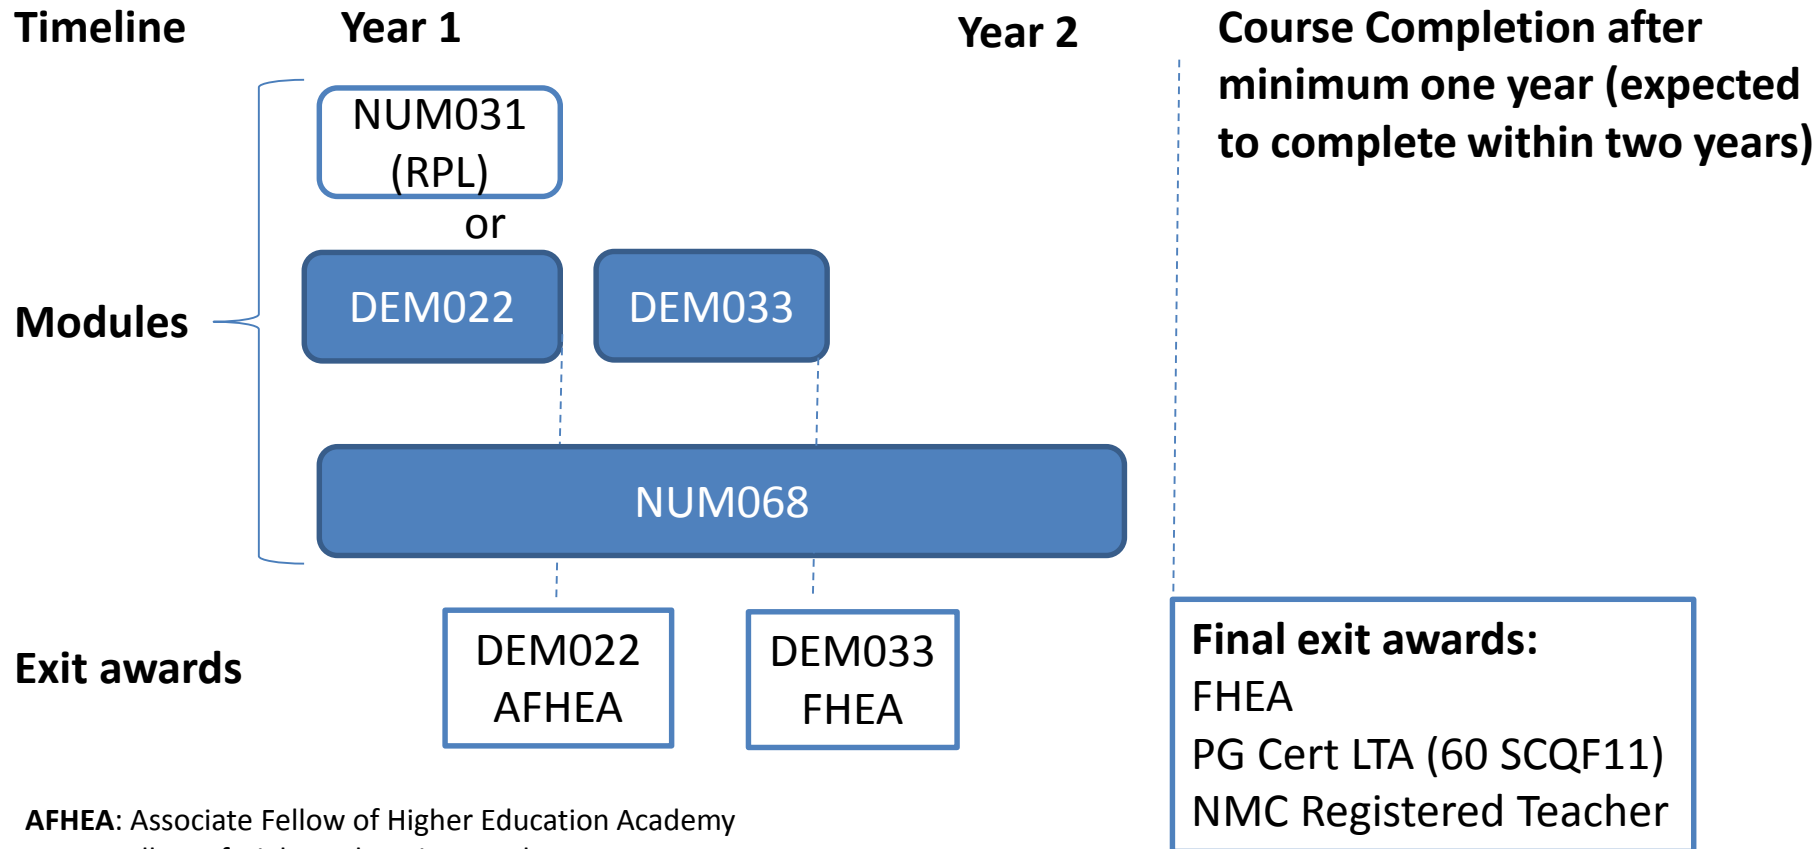 Timeline
Year 1
Year 2
Course Completion after
minimum one year (expected
to complete within two years)
NUM031
(RPL)
or
Modules
DEM022
DEM033
NUM068
Exit awards
DEM022
AFHEA
DEM033
FHEA
Final exit awards:
FHEA
PG Cert LTA (60 SCQF11)
NMC Registered Teacher
AFHEA: Associate Fellow of Higher Education Academy